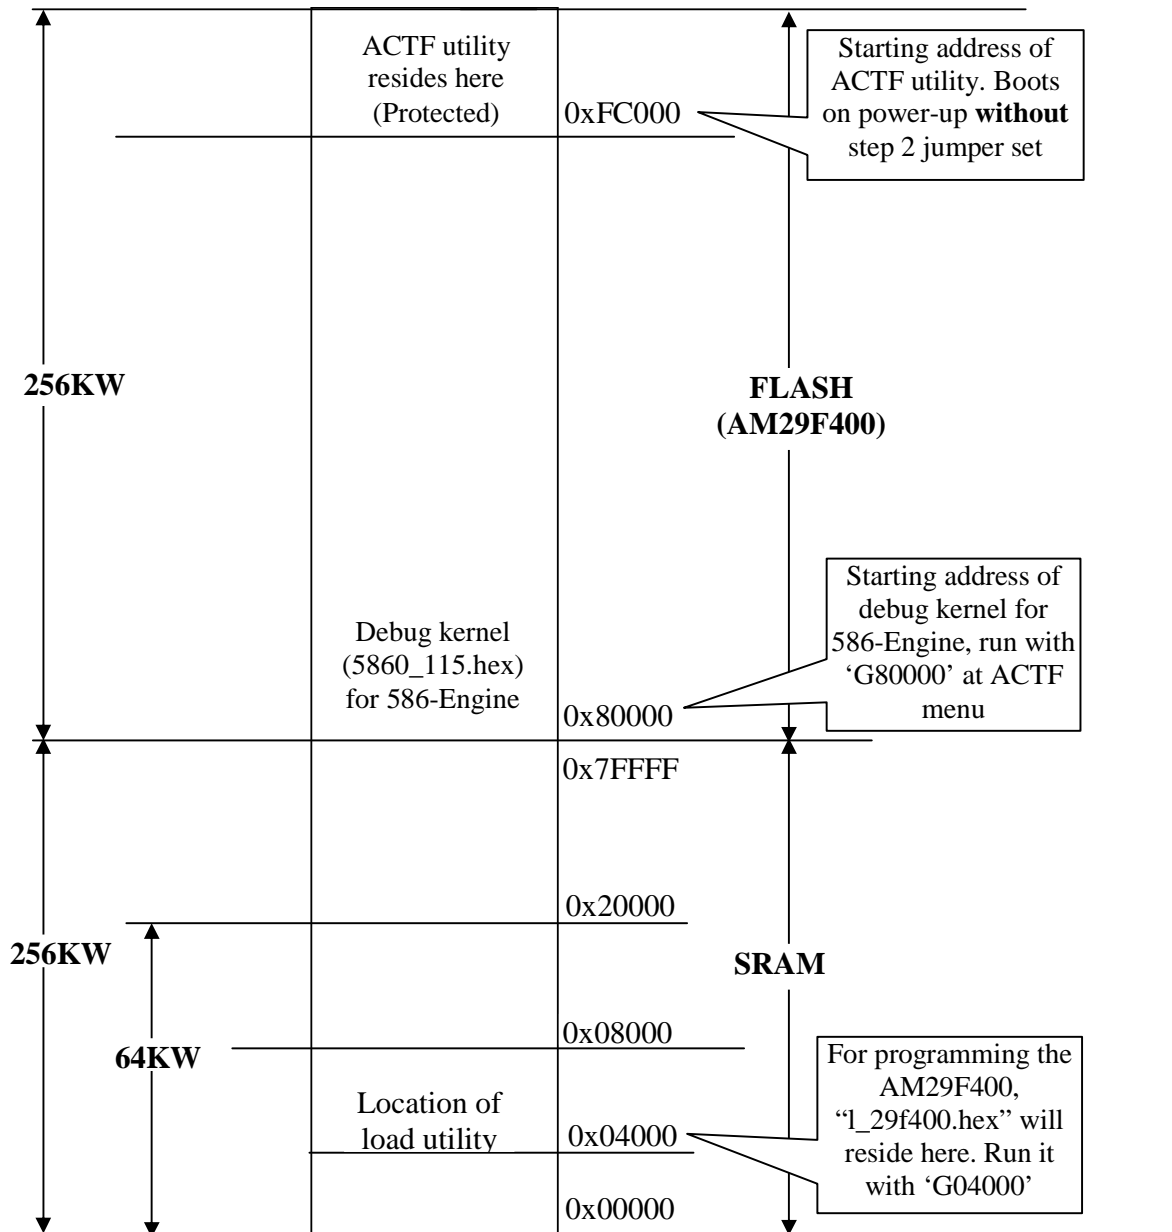 ACTF utility
resides here
(Protected)
0xFC000
Starting address of
ACTF utility. Boots
on power-up without
step 2 jumper set
256KW
FLASH
(AM29F400)
Debug kernel
(5860_115.hex)
for 586-Engine
0x80000
Starting address of
debug kernel for
586-Engine, run with
‘G80000’ at ACTF
menu
0x7FFFF
0x20000
256KW
SRAM
0x08000
64KW
Location of
load utility
0x04000
For programming the
AM29F400,
“l_29f400.hex” will
reside here. Run it
with ‘G04000’
0x00000